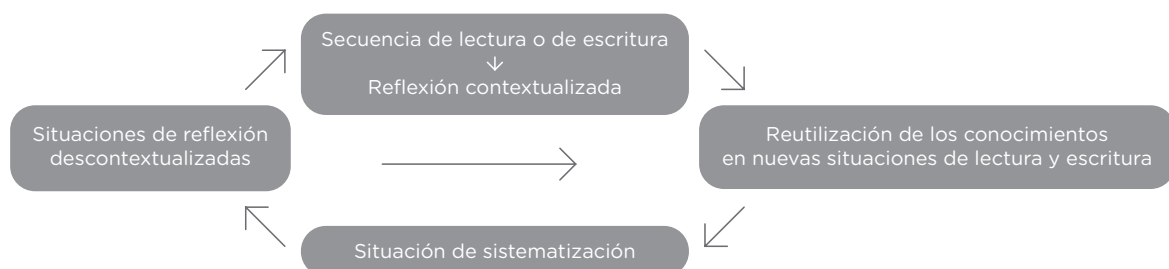 Secuencia de lectura o de escritura
↓
Reflexión contextualizada
Situaciones de reflexión
descontextualizadas
Reutilización de los conocimientos
en nuevas situaciones de lectura y escritura
Situación de sistematización